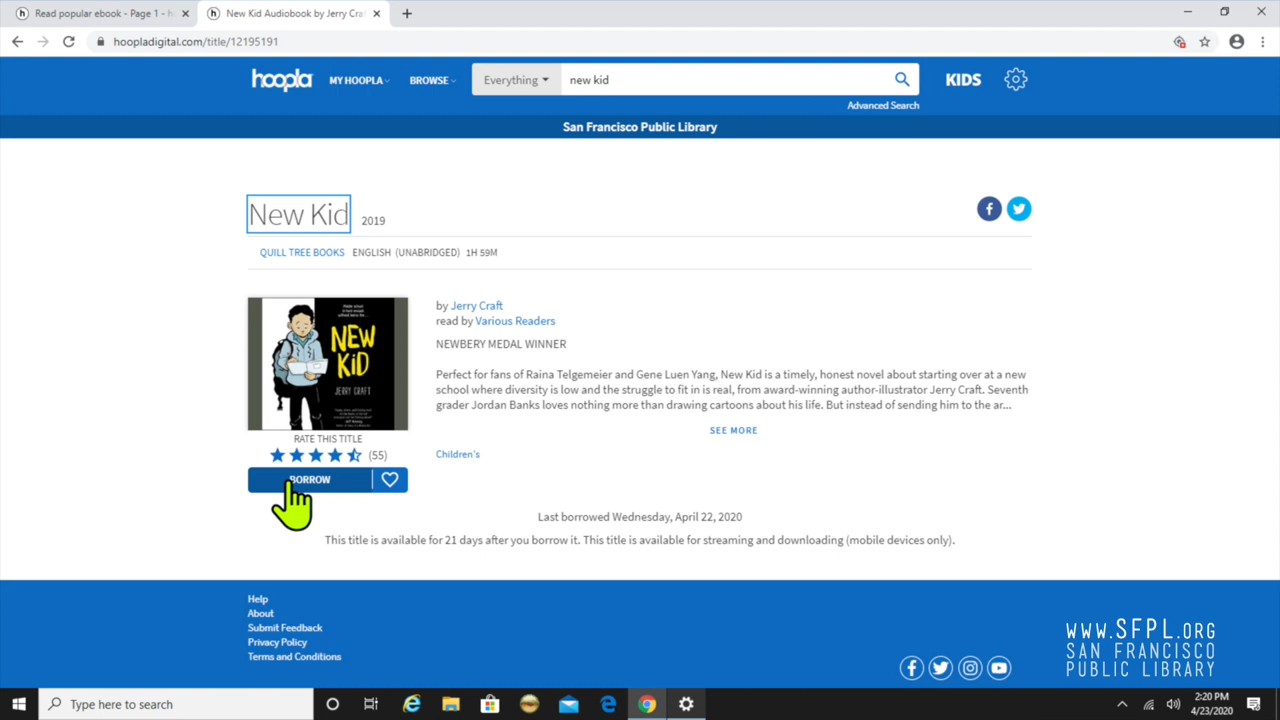 Read popular ebook - Page 1 - h
New Kid Audiobook by Jerry Cra
hoopladigital.com/title/12195191
hoopla
MY HOOPLA
BROWSE
Everything
new kid
KIDS
Advanced Search
San Francisco Public Library
New Kid 2019
QUILL TREE BOOKS ENGLISH (UNABRIDGED) 1H 59M
NEW
KID
JERRY CRAFT
by Jerry Craft
read by Various Readers
NEWBERY MEDAL WINNER
Perfect for fans of Raina Telgemeier and Gene Luen Yang, New Kid is a timely, honest novel about starting over at a new
school where diversity is low and the struggle to fit in is real, from award-winning author-illustrator Jerry Craft. Seventh
grader Jordan Banks loves nothing more than drawing cartoons about his life. But instead of sending him to the ar...
SEE MORE
RATE THIS TITLE
(55)
Children's
BORROW
Last borrowed Wednesday, April 22, 2020
This title is available for 21 days after you borrow it. This title is available for streaming and downloading (mobile devices only).
Help
About
Submit Feedback
Privacy Policy
Terms and Conditions
WWW.SFPL.ORG
SAN FRANCISCO
PUBLIC LIBRARY
Type here to search
2:20 PM
4/23/2020